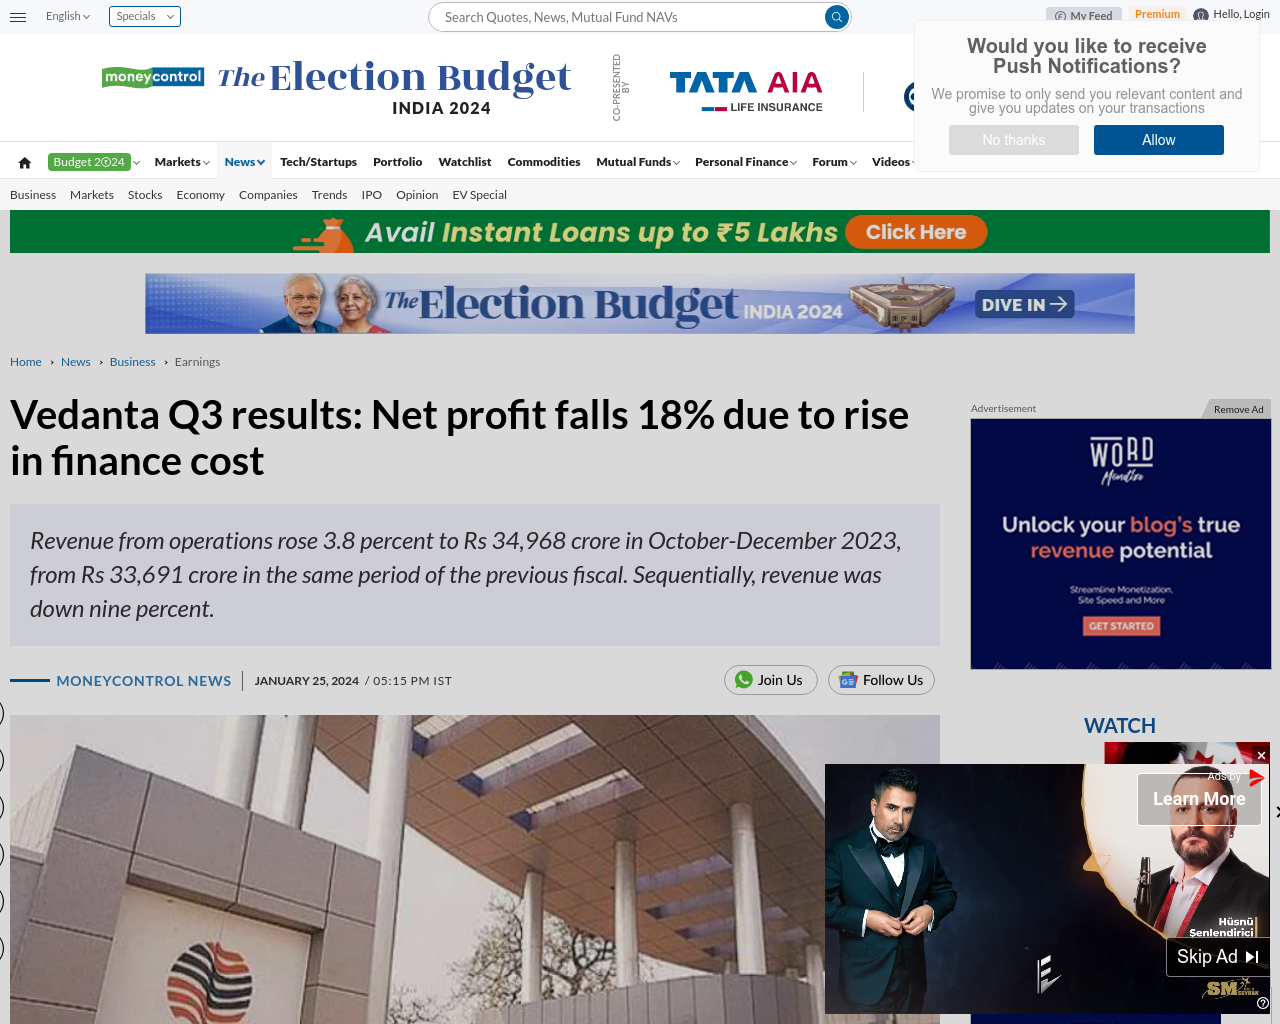 English
Specials
Search Quotes, News, Mutual Fund NAVs
My Feed
Premium
Hello, Login
Would you like to receive
Push Notifications?
We promise to only send you relevant content and
give you updates on your transactions
No thanks
Allow
moneycontrol
The Election Budget
INDIA 2024
CO-PRESENTED
BY
TATA AIA
LIFE INSURANCE
Budget 2024
Markets
News
Tech/Startups
Portfolio
Watchlist
Commodities
Mutual Funds
Personal Finance
Forum
Videos
Business
Markets
Stocks
Economy
Companies
Trends
IPO
Opinion
EV Special
Avail Instant Loans up to ₹5 Lakhs
Click Here
The Election Budget INDIA 2024
DIVE IN →
Home › News › Business › Earnings
Vedanta Q3 results: Net profit falls 18% due to rise
in finance cost
Advertisement
Remove Ad
WORD
Monetize
Unlock your blog's true
revenue potential
Streamline Monetization,
Site Speed and More
GET STARTED
Revenue from operations rose 3.8 percent to Rs 34,968 crore in October-December 2023,
from Rs 33,691 crore in the same period of the previous fiscal. Sequentially, revenue was
down nine percent.
MONEYCONTROL NEWS
JANUARY 25, 2024 / 05:15 PM IST
Join Us
Follow Us
WATCH
Ads by
Learn More
Hüsnü
Şenlendirici
Skip Ad
SM